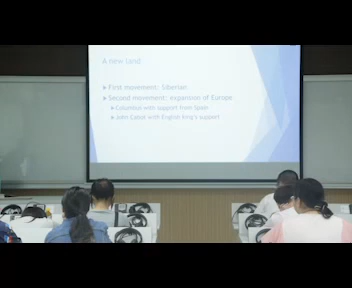 A new land
First movement: Siberian
Second movement: expantion of Europe
Columbus with support from Spain
John Cabot with English king's support